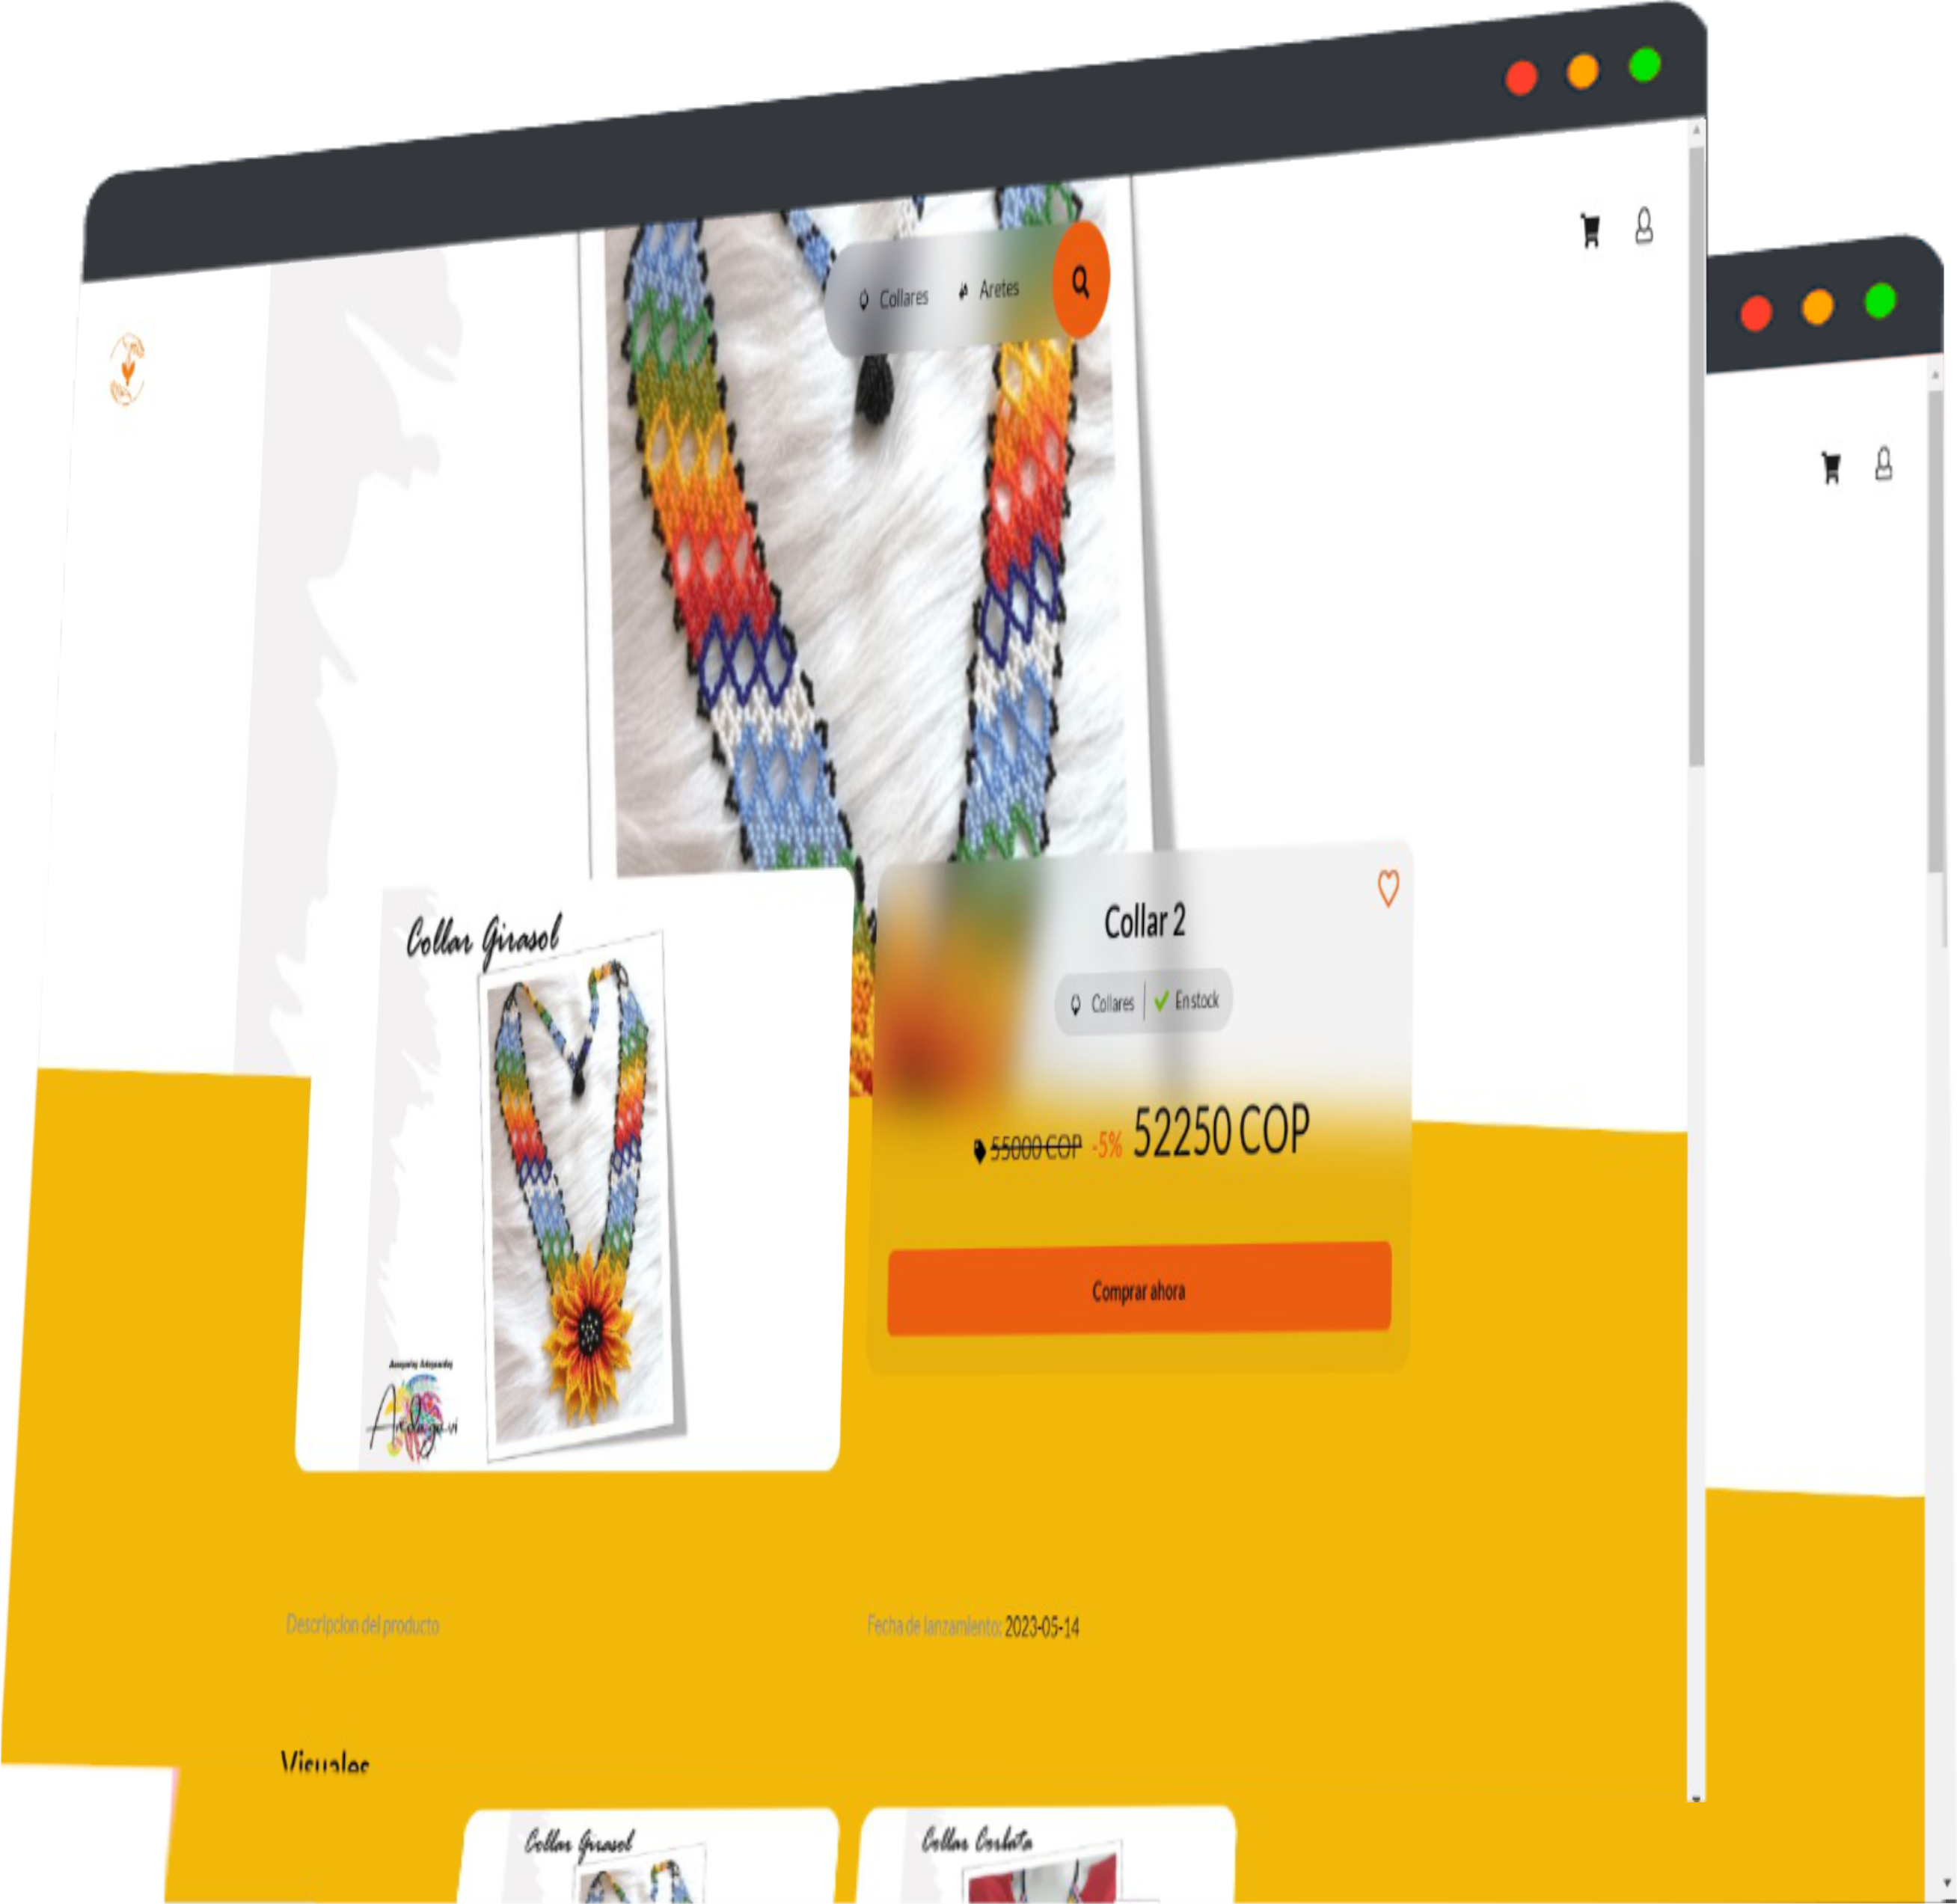 Collares Aretes
Collar Girasol
Collar 2
Collares En stock
55000 COP -5% 52250 COP
Comprar ahora
Descripcion del producto
Fecha de lanzamiento: 2023-05-14
Visuales
Collar Girasol
Collar Corbata